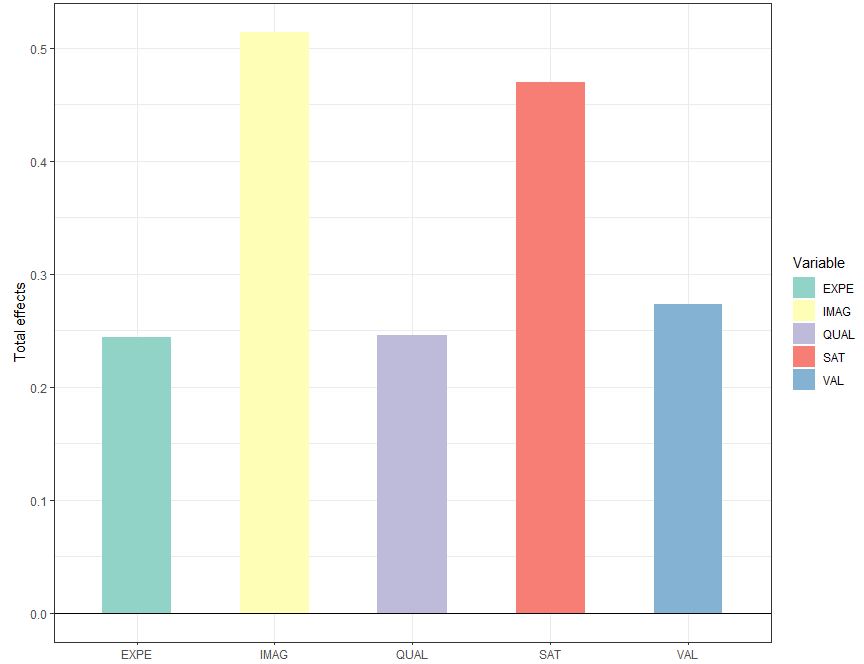 Total effects
0.5
0.4
0.3
0.2
0.1
0.0
EXPE IMAG QUAL SAT VAL
Variable
EXPE
IMAG
QUAL
SAT
VAL